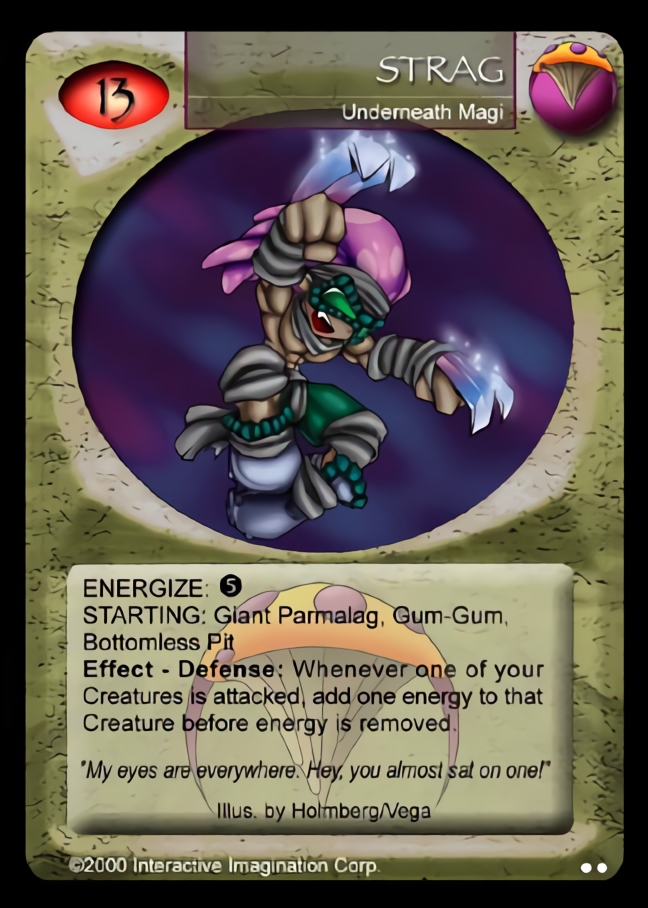 13
STRAG
Underneath Magi
ENERGIZE: 5
STARTING: Giant Parmalag, Gum-Gum,
Bottomless Pit
Effect - Defense: Whenever one of your
Creatures is attacked, add one energy to that
Creature before energy is removed.
"My eyes are everywhere. Hey, you almost sat on one!"
Illus. by Holmberg/Vega
©2000 Interactive Imagination Corp.